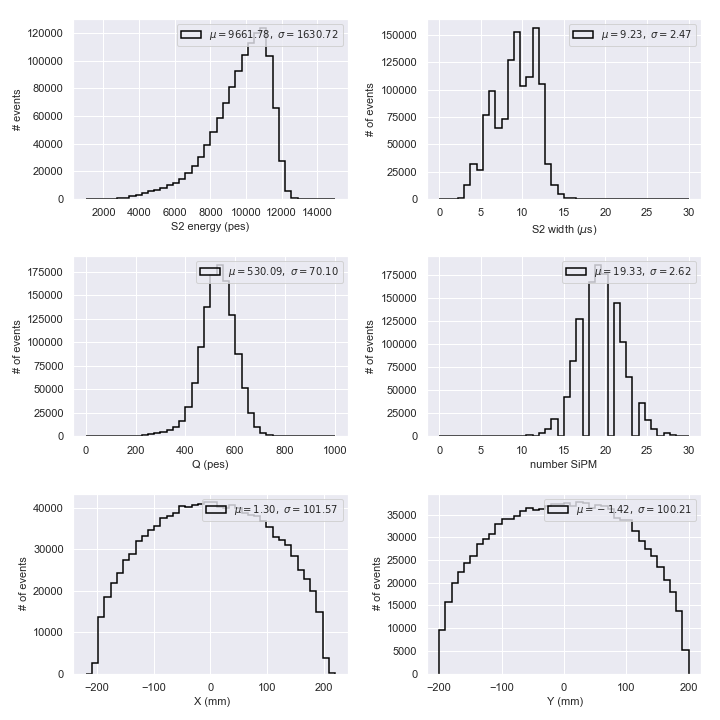 # events
120000
100000
80000
60000
40000
20000
0
2000 4000 6000 8000 10000 12000 14000
S2 energy (pes)
μ = 9661.78, σ = 1630.72
# of events
150000
125000
100000
75000
50000
25000
0
0 5 10 15 20 25 30
S2 width (μs)
μ = 9.23, σ = 2.47
# of events
175000
150000
125000
100000
75000
50000
25000
0
0 200 400 600 800 1000
Q (pes)
μ = 530.09, σ = 70.10
# of events
175000
150000
125000
100000
75000
50000
25000
0
0 5 10 15 20 25 30
number SiPM
μ = 19.33, σ = 2.62
# of events
40000
30000
20000
10000
0
−200 −100 0 100 200
X (mm)
μ = 1.30, σ = 101.57
# of events
35000
30000
25000
20000
15000
10000
5000
0
−200 −100 0 100 200
Y (mm)
μ = −1.42, σ = 100.21